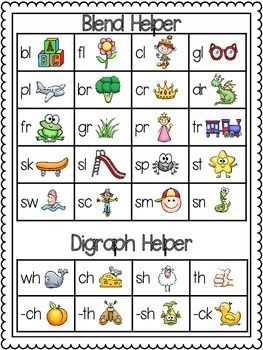 Blend Helper
bl fl cl gl
pl br cr dr
fr gr pr tr
sk sl sp st
sw sc sm sn
Digraph Helper
wh ch sh th
-ch -th -sh -ck